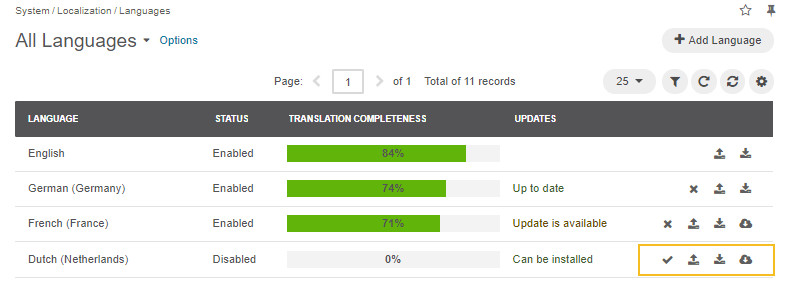 System / Localization / Languages
All Languages Options
Add Language
Page: 1 of 1 Total of 11 records 25
LANGUAGE STATUS TRANSLATION COMPLETENESS UPDATES
English Enabled 84%
German (Germany) Enabled 74% Up to date
French (France) Enabled 71% Update is available
Dutch (Netherlands) Disabled 0% Can be installed